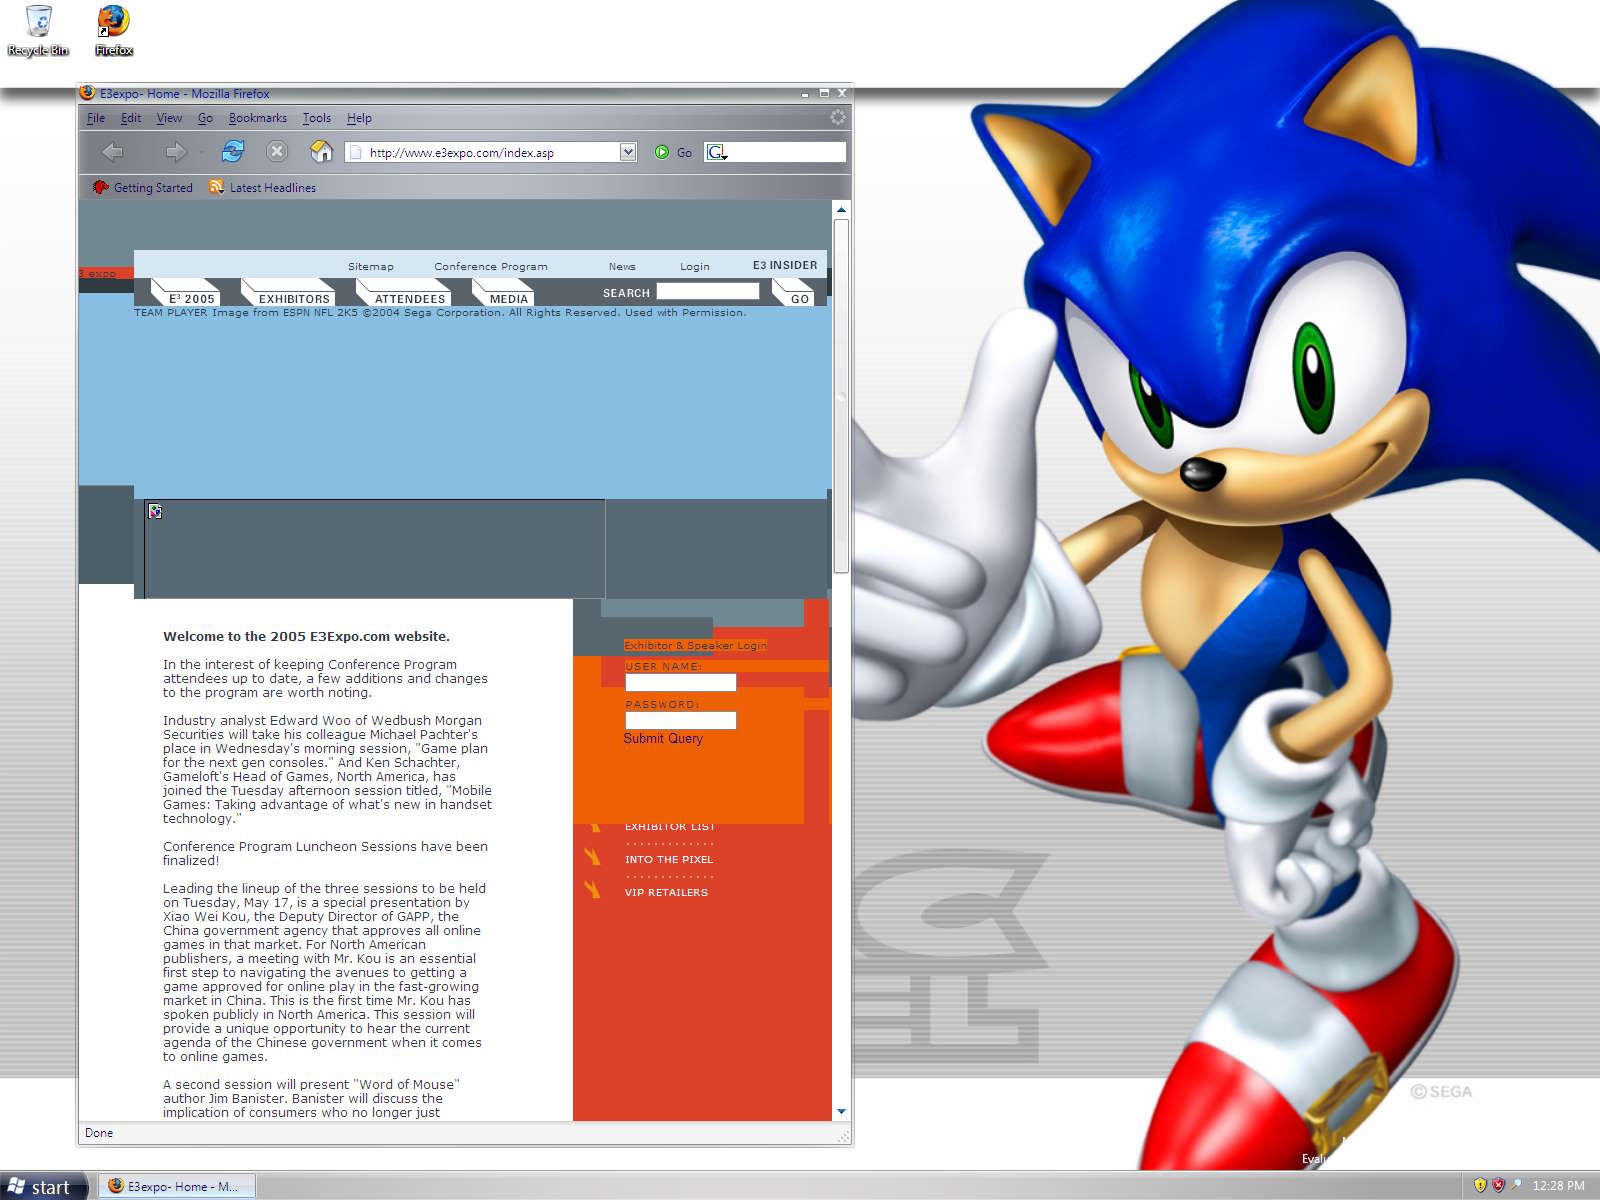 Recycle Bin
Firefox
E3expo- Home - Mozilla Firefox
File Edit View Go Bookmarks Tools Help
http://www.e3expo.com/index.asp
Go
G
Getting Started
Latest Headlines
3 expo
Sitemap
Conference Program
News
Login
E3 INSIDER
E³ 2005
EXHIBITORS
ATTENDEES
MEDIA
SEARCH
GO
TEAM PLAYER Image from ESPN NFL 2K5 ©2004 Sega Corporation. All Rights Reserved. Used with Permission.
Welcome to the 2005 E3Expo.com website.
In the interest of keeping Conference Program
attendees up to date, a few additions and changes
to the program are worth noting.
Industry analyst Edward Woo of Wedbush Morgan
Securities will take his colleague Michael Pachter's
place in Wednesday's morning session, "Game plan
for the next gen consoles." And Ken Schachter,
Gameloft's Head of Games, North America, has
joined the Tuesday afternoon session titled, "Mobile
Games: Taking advantage of what's new in handset
technology."
Conference Program Luncheon Sessions have been
finalized!
Leading the lineup of the three sessions to be held
on Tuesday, May 17, is a special presentation by
Xiao Wei Kou, the Deputy Director of GAPP, the
China government agency that approves all online
games in that market. For North American
publishers, a meeting with Mr. Kou is an essential
first step to navigating the avenues to getting a
game approved for online play in the fast-growing
market in China. This is the first time Mr. Kou has
spoken publicly in North America. This session will
provide a unique opportunity to hear the current
agenda of the Chinese government when it comes
to online games.
A second session will present "Word of Mouse"
author Jim Banister. Banister will discuss the
implication of consumers who no longer just
Exhibitor & Speaker Login
USER NAME:
PASSWORD:
Submit Query
EXHIBITOR LIST
INTO THE PIXEL
VIP RETAILERS
Done
© SEGA
start
E3expo- Home - M...
12:28 PM